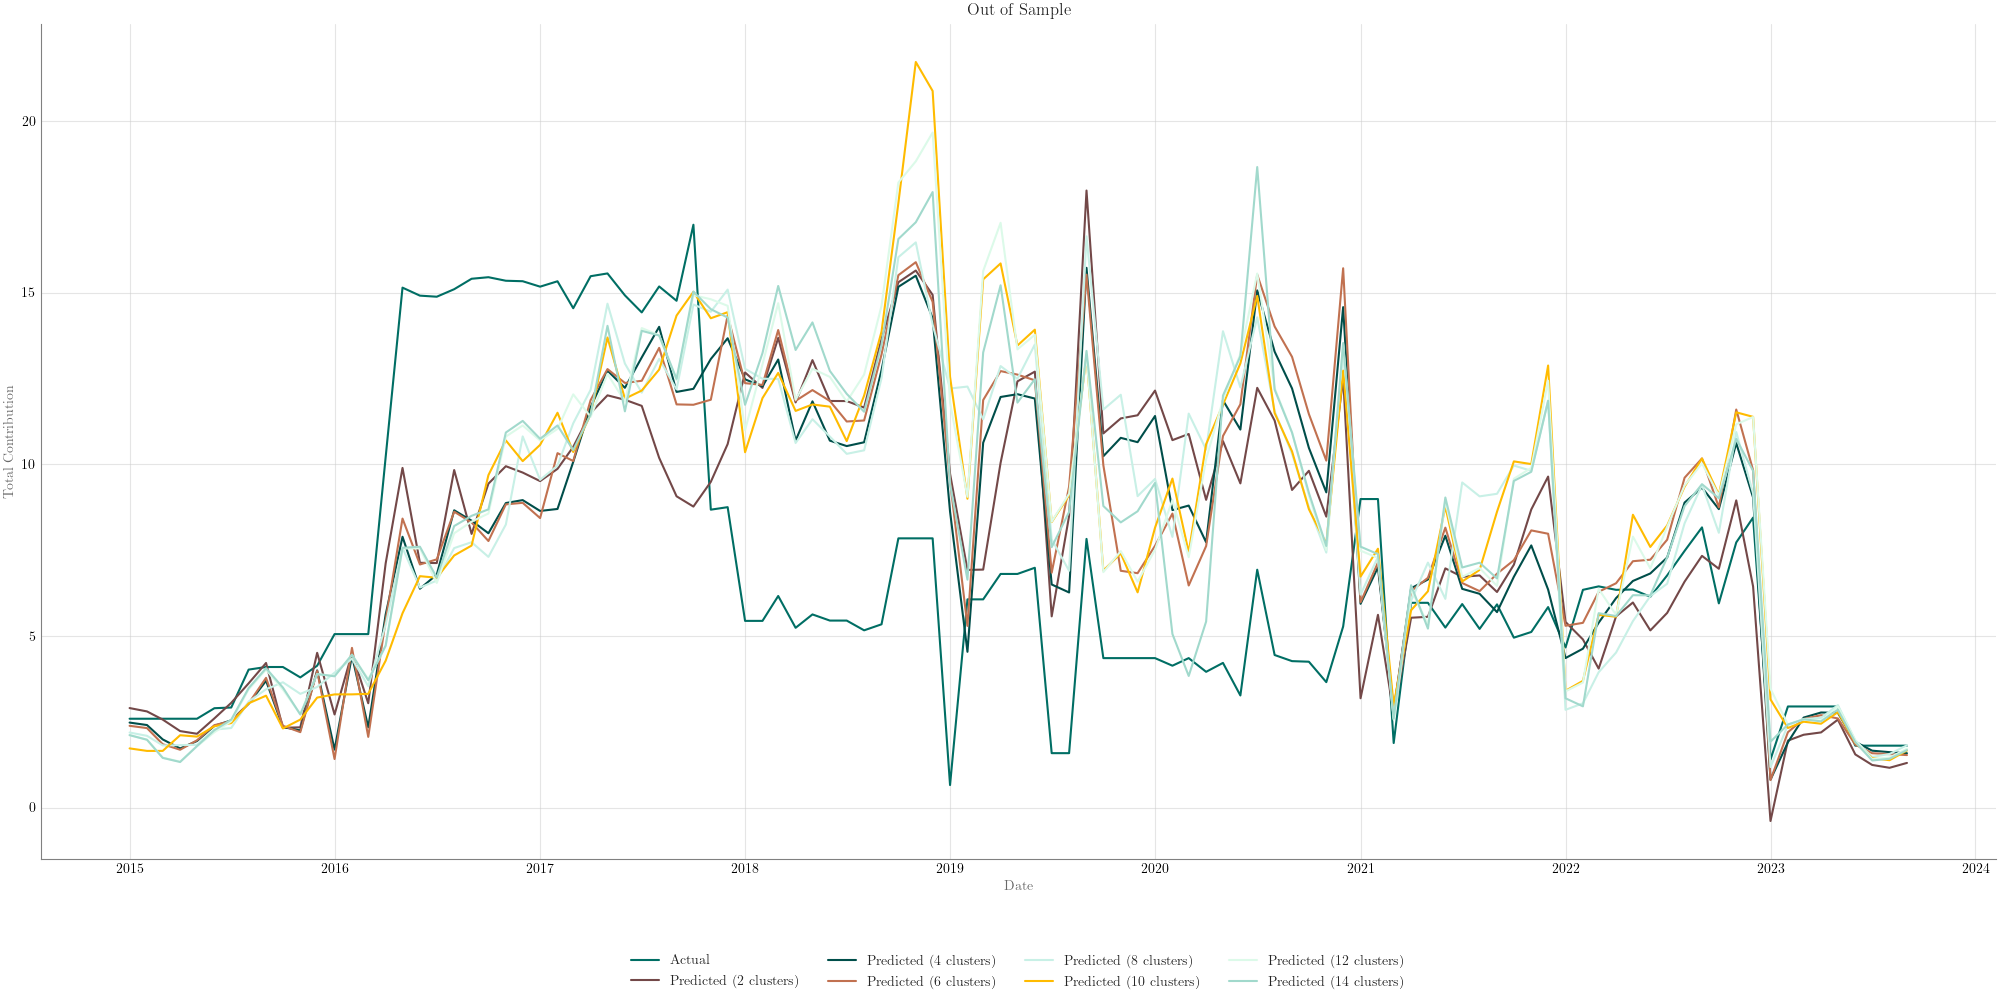 Out of Sample
Total Contribution
20
15
10
5
0
2015 2016 2017 2018 2019 2020 2021 2022 2023 2024
Date
Actual Predicted (4 clusters) Predicted (8 clusters) Predicted (12 clusters)
Predicted (2 clusters) Predicted (6 clusters) Predicted (10 clusters) Predicted (14 clusters)